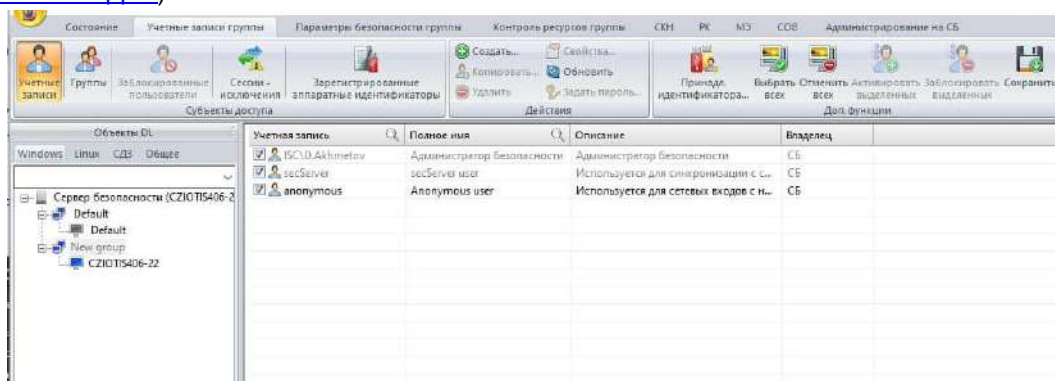 Состояние Учетные записи группы Параметры безопасности группы Контроль ресурсов группы СКН РК МЭ СОВ Администрирование на СБ
Учетные записи
Группы
Заблокированные пользователи
Сессии - исключения
Зарегистрированные аппаратные идентификаторы
Субъекты доступа
Создать...
Копировать...
Удалить
Свойства...
Обновить
Задать пароль...
Действия
Принадл. идентификатора...
Выбрать всех
Отменить всех
Активировать выделенных
Заблокировать выделенных
Сохранить
Доп. функции
Объекты DL
Windows Linux СДЗ Общее
Сервер безопасности (CZIOTIS406-2
Default
Default
New group
CZIOTIS406-22
Учетная запись Полное имя Описание Владелец
ISC\D.Akhmetov Администратор безопасности Администратор безопасности СБ
secServer secServer user Используется для синхронизации с с... СБ
anonymous Anonymous user Используется для сетевых входов с н... СБ